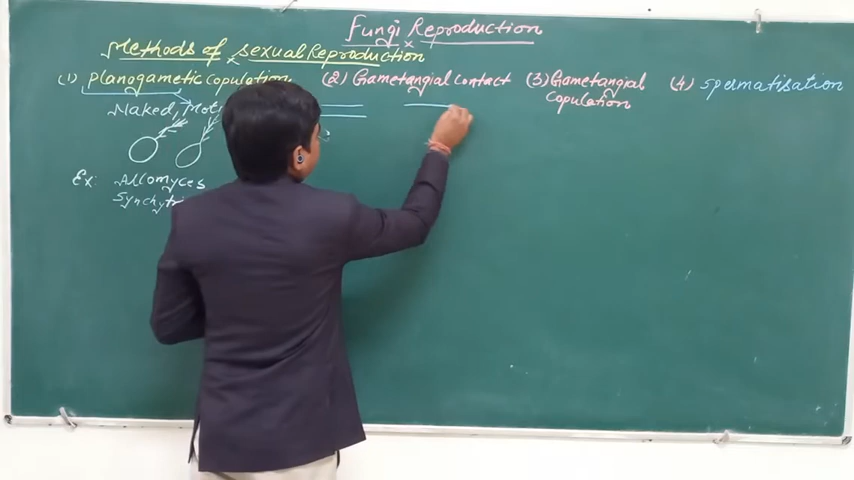 Fungi Reproduction
Methods of sexual Reproduction
(1) planogametic copulation (2) Gametangial contact (3) Gametangial copulation (4) spermatisation
Naked,
Ex: Allomyces